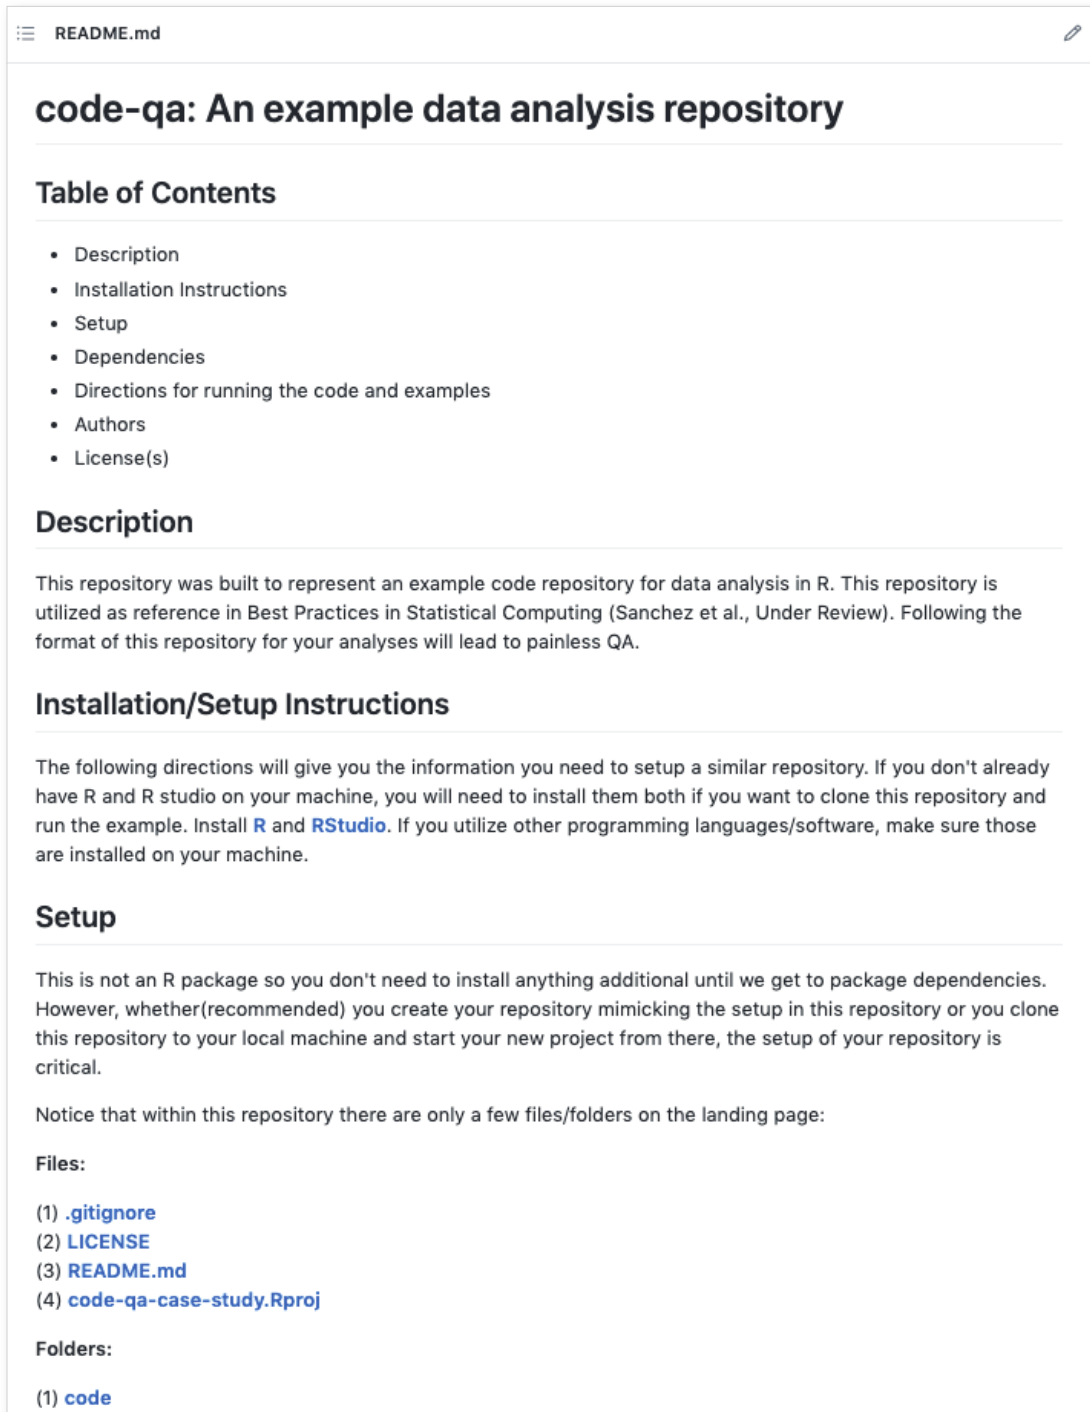 README.md
code-qa: An example data analysis repository
Table of Contents
• Description
• Installation Instructions
• Setup
• Dependencies
• Directions for running the code and examples
• Authors
• License(s)
Description
This repository was built to represent an example code repository for data analysis in R. This repository is
utilized as reference in Best Practices in Statistical Computing (Sanchez et al., Under Review). Following the
format of this repository for your analyses will lead to painless QA.
Installation/Setup Instructions
The following directions will give you the information you need to setup a similar repository. If you don't already
have R and R studio on your machine, you will need to install them both if you want to clone this repository and
run the example. Install R and RStudio. If you utilize other programming languages/software, make sure those
are installed on your machine.
Setup
This is not an R package so you don't need to install anything additional until we get to package dependencies.
However, whether(recommended) you create your repository mimicking the setup in this repository or you clone
this repository to your local machine and start your new project from there, the setup of your repository is
critical.
Notice that within this repository there are only a few files/folders on the landing page:
Files:
(1) .gitignore
(2) LICENSE
(3) README.md
(4) code-qa-case-study.Rproj
Folders:
(1) code